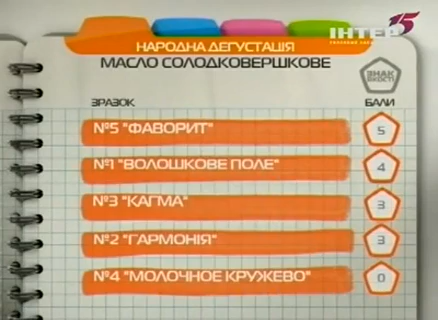 ІНТЕР 15
НАРОДНА ДЕГУСТАЦІЯ
МАСЛО СОЛОДКОВЕРШКОВЕ
ЗНАК ЯКОСТІ
ЗРАЗОК БАЛИ
№5 "ФАВОРИТ" 5
№1 "ВОЛОШКОВЕ ПОЛЕ" 4
№3 "КАГМА" 3
№2 "ГАРМОНІЯ" 3
№4 "МОЛОЧНОЕ КРУЖЕВО" 0